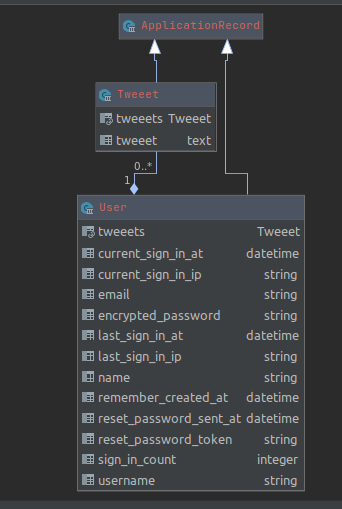 ApplicationRecord
Tweeet
tweeets Tweeet
tweeet text
0..*
1
User
tweeets Tweeet
current_sign_in_at datetime
current_sign_in_ip string
email string
encrypted_password string
last_sign_in_at datetime
last_sign_in_ip string
name string
remember_created_at datetime
reset_password_sent_at datetime
reset_password_token string
sign_in_count integer
username string